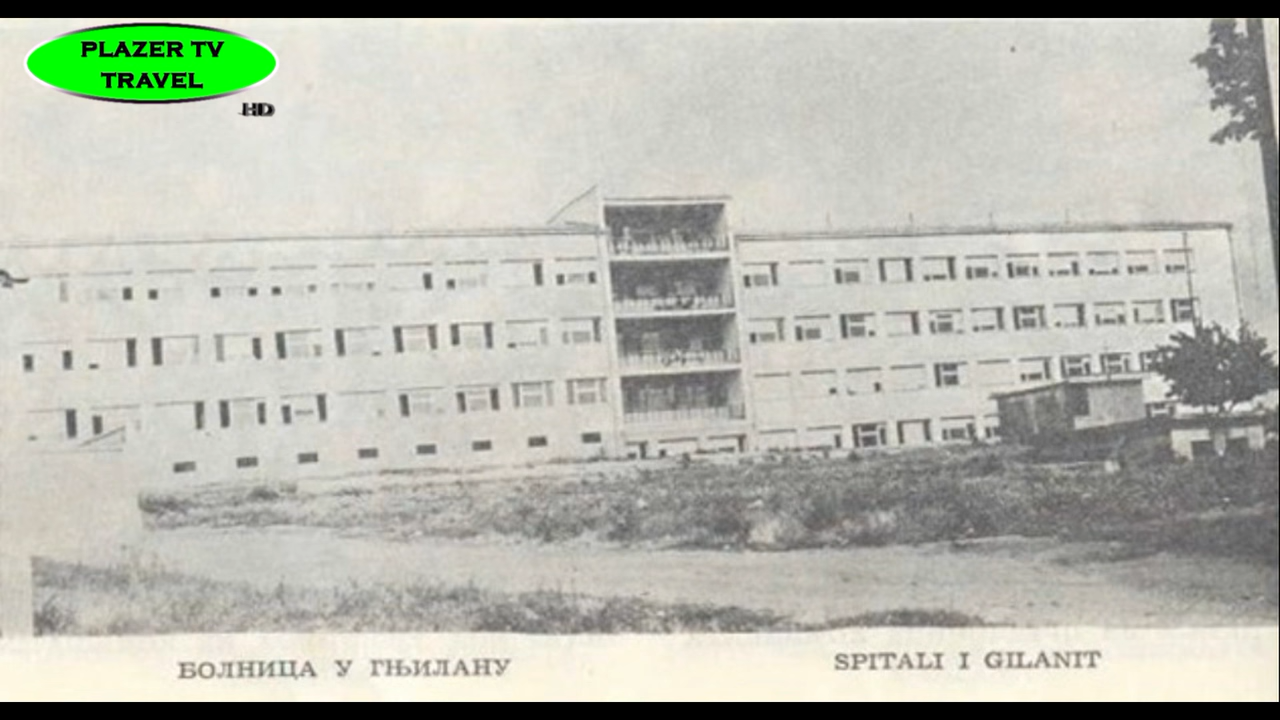 PLAZER TV
TRAVEL
HD
БОЛНИЦА У ГЊИЛАНУ
SPITALI I GILANIT